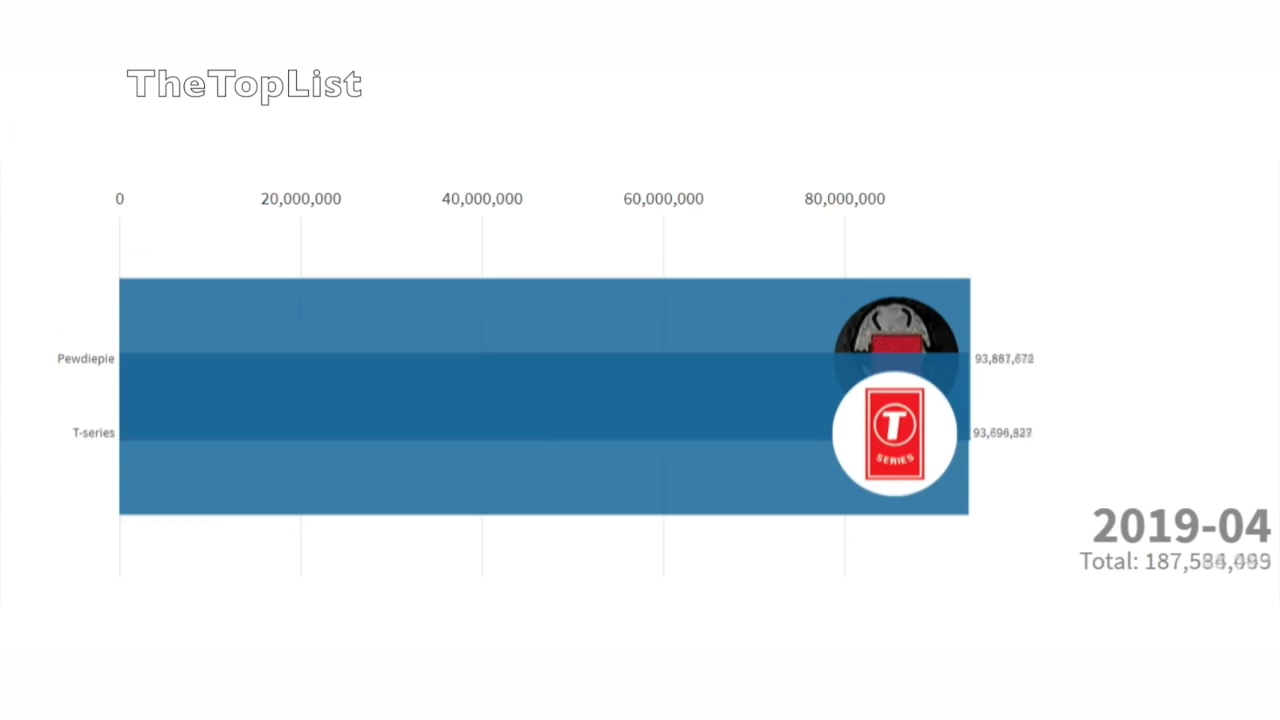 TheTopList
0 20,000,000 40,000,000 60,000,000 80,000,000
Pewdiepie
T
SERIES
T-series
2019-04
Total: